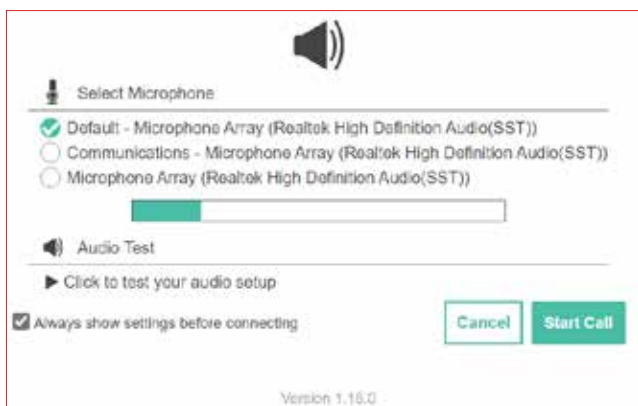 Select Microphone
Default - Microphone Array (Realtek High Definition Audio(SST))
Communications - Microphone Array (Realtek High Definition Audio(SST))
Microphone Array (Realtek High Definition Audio(SST))
Audio Test
Click to test your audio setup
Always show settings before connecting
Cancel
Start Call
Version 1.16.0